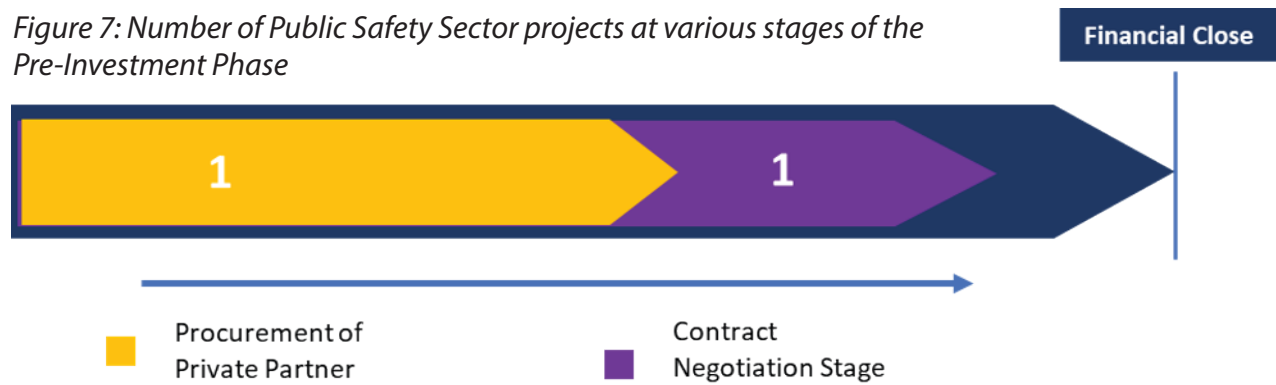 Figure 7: Number of Public Safety Sector projects at various stages of the
Pre-Investment Phase
Financial Close
1
1
Procurement of
Private Partner
Contract
Negotiation Stage